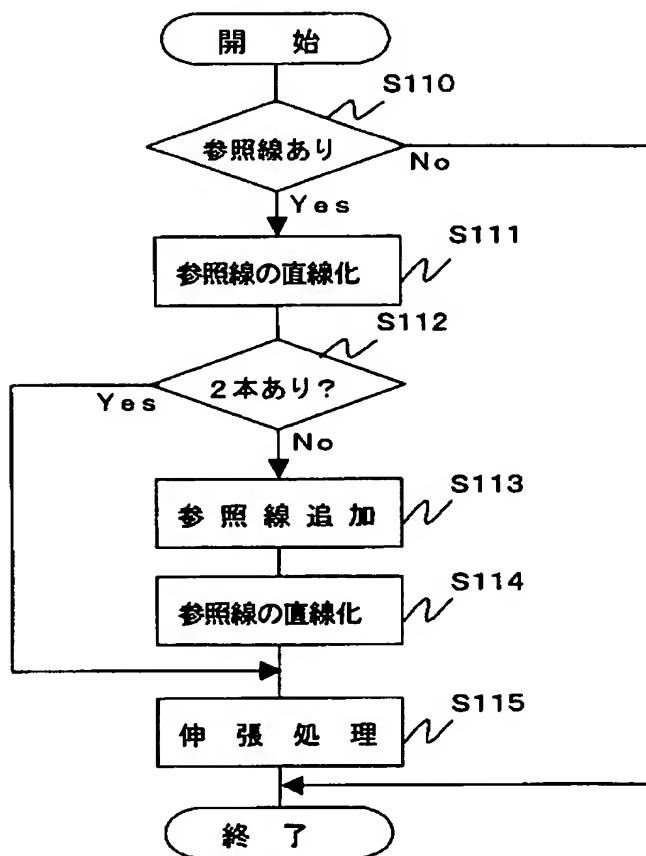 開 始
S110
参照線あり
No
Yes
S111
参照線の直線化
S112
2本あり?
Yes
No
S113
参 照 線 追 加
S114
参照線の直線化
S115
伸 張 処 理
終 了